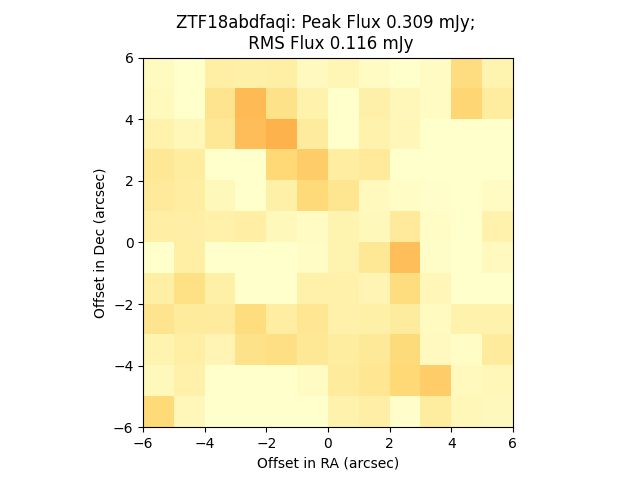 ZTF18abdfaqi: Peak Flux 0.309 mJy;
RMS Flux 0.116 mJy
6
4
2
0
−2
−4
−6
Offset in Dec (arcsec)
−6 −4 −2 0 2 4 6
Offset in RA (arcsec)